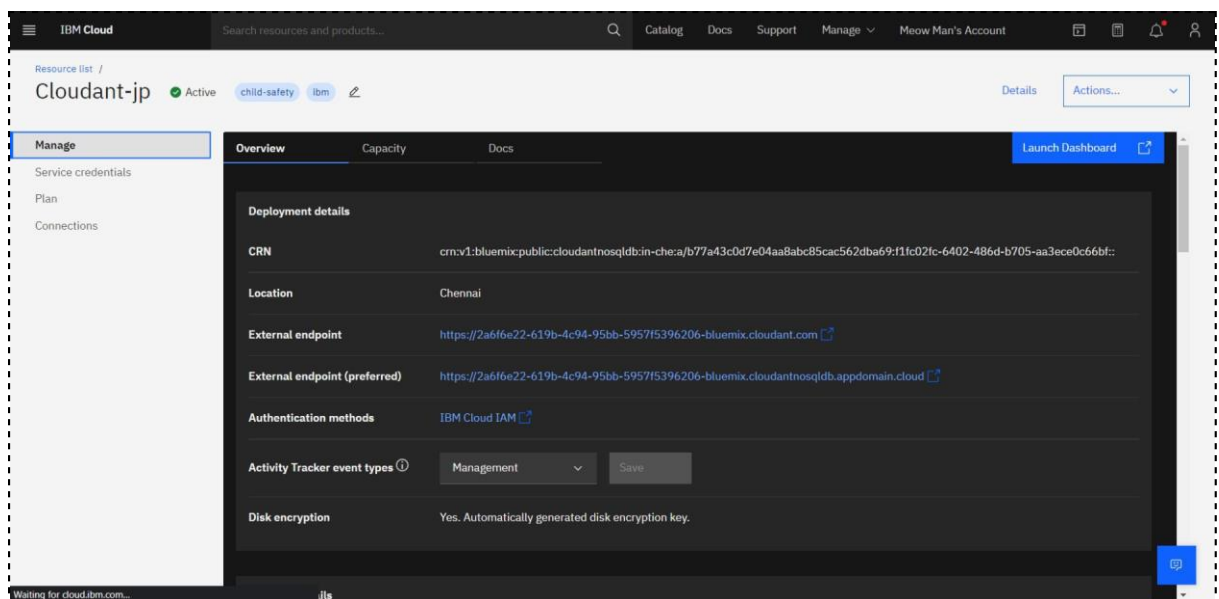 IBM Cloud
Search resources and products...
Catalog
Docs
Support
Manage
Meow Man's Account
Resource list /
Cloudant-jp
Active
child-safety
ibm
Details
Actions...
Manage
Service credentials
Plan
Connections
Overview
Capacity
Docs
Launch Dashboard
Deployment details
CRN crn:v1:bluemix:public:cloudantnosqldb:in-che:a/b77a43c0d7e04aa8abc85cac562dba69:f1fc02fc-6402-486d-b705-aa3ece0c66bf::
Location Chennai
External endpoint https://2a6f6e22-619b-4c94-95bb-5957f5396206-bluemix.cloudant.com
External endpoint (preferred) https://2a6f6e22-619b-4c94-95bb-5957f5396206-bluemix.cloudantnosqldb.appdomain.cloud
Authentication methods IBM Cloud IAM
Activity Tracker event types Management Save
Disk encryption Yes. Automatically generated disk encryption key.
Waiting for cloud.ibm.com...